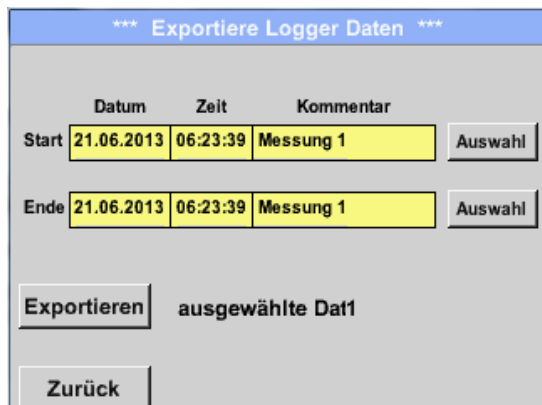 *** Exportiere Logger Daten ***
Datum Zeit Kommentar
Start 21.06.2013 06:23:39 Messung 1 Auswahl
Ende 21.06.2013 06:23:39 Messung 1 Auswahl
Exportieren ausgewählte Dat1
Zurück